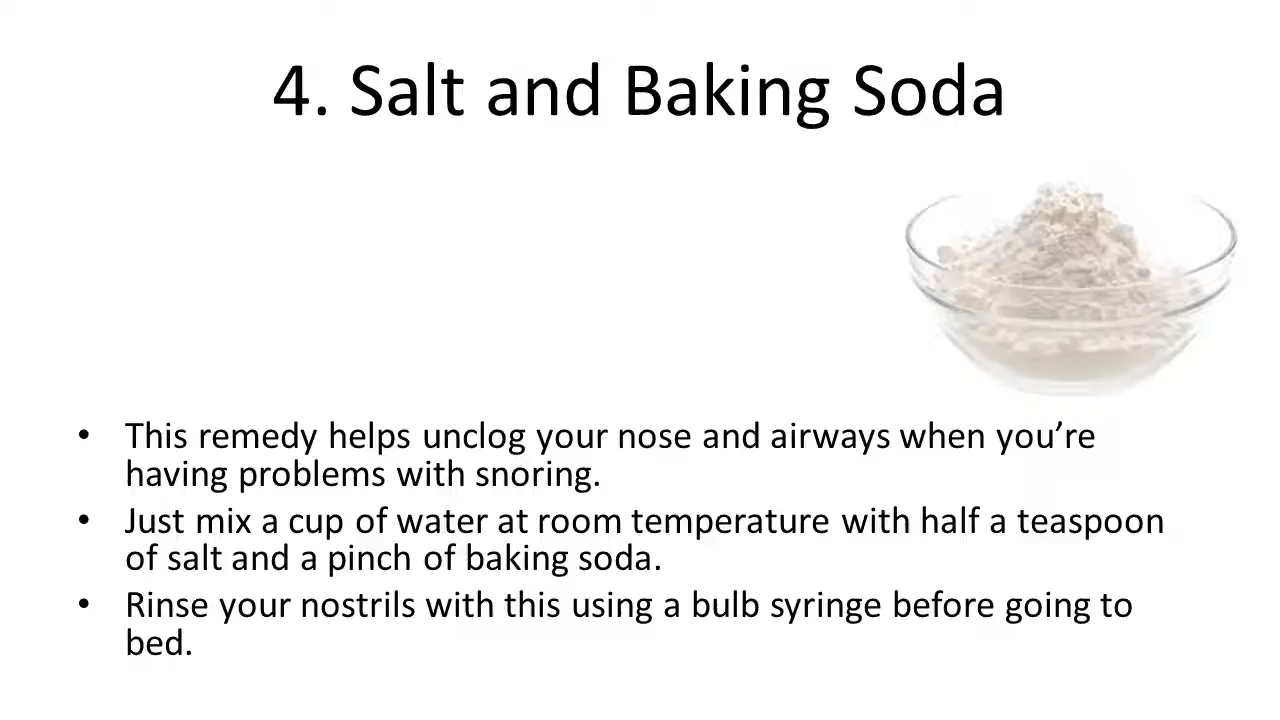 4. Salt and Baking Soda
• This remedy helps unclog your nose and airways when you’re
having problems with snoring.
• Just mix a cup of water at room temperature with half a teaspoon
of salt and a pinch of baking soda.
• Rinse your nostrils with this using a bulb syringe before going to
bed.